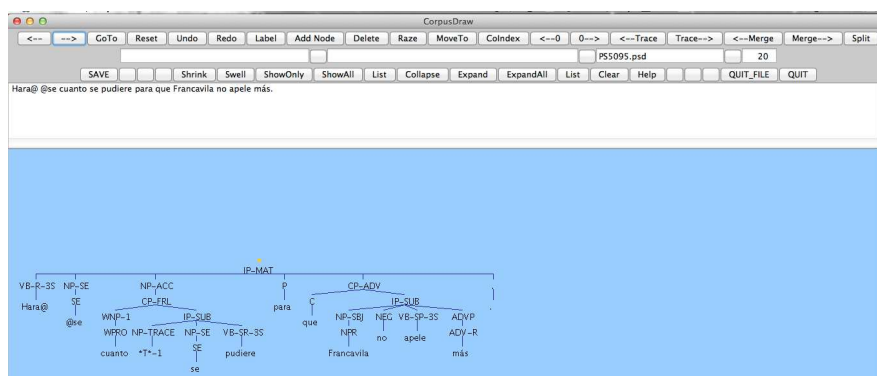 CorpusDraw
<-- --> GoTo Reset Undo Redo Label Add Node Delete Raze MoveTo CoIndex <--0 0--> <--Trace Trace--> <--Merge Merge--> Split
PS5095.psd 20
SAVE Shrink Swell ShowOnly ShowAll List Collapse Expand ExpandAll List Clear Help QUIT_FILE QUIT
Hara@ @se cuanto se pudiere para que Francavila no apele más.
IP-MAT
VB-R-3S NP-SE NP-ACC P CP-ADV
Hara@ SE CP-FRL para C IP-SUB .
@se WNP-1 IP-SUB que NP-SBJ NEG VB-SP-3S ADVP
WPRO NP-TRACE NP-SE VB-SR-3S NPR no apele ADV-R
cuanto *T*-1 SE pudiere Francavila más
se